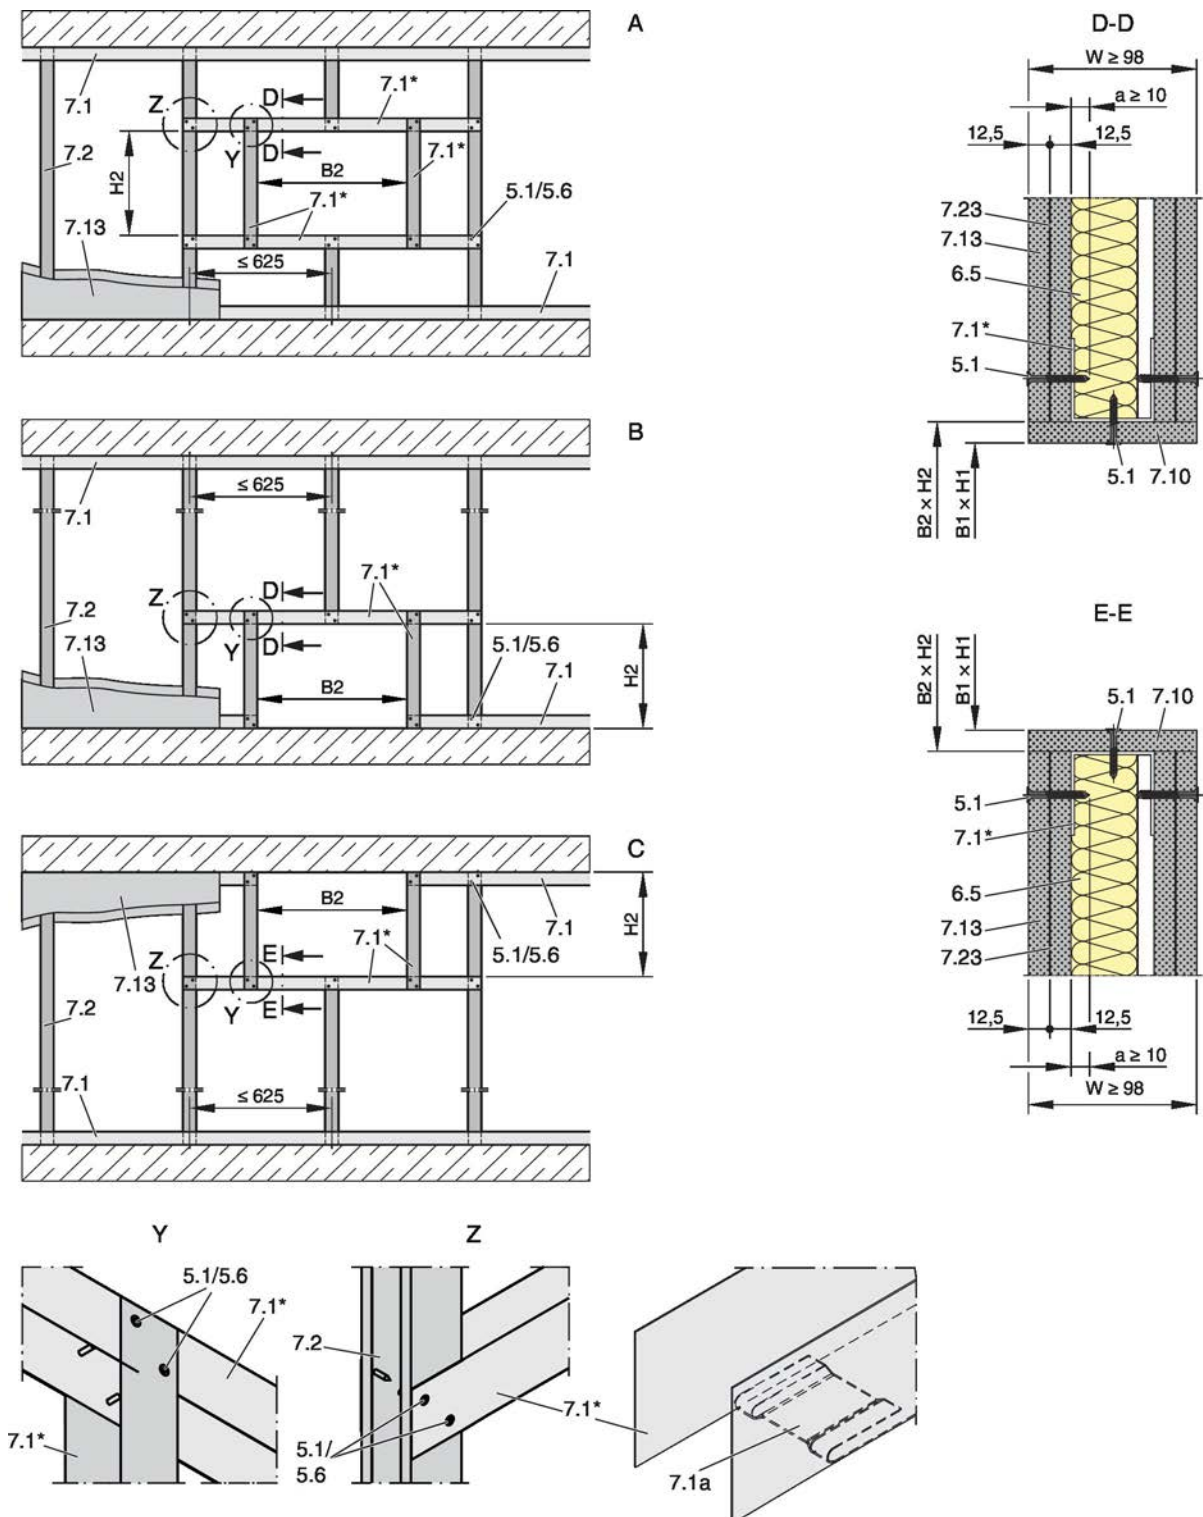 A
7.1
Z
D
7.1*
7.2
H2
Y
D
B2
7.1*
7.1*
5.1/5.6
7.13
≤ 625
7.1
B
≤ 625
7.1
7.1*
Z
D
7.2
5.1/5.6
7.13
Y
D
7.1
B2
H2
C
B2
7.1
7.1*
5.1/5.6
H2
Z
E
7.13
7.2
Y
E
7.1
≤ 625
D-D
W ≥ 98
a ≥ 10
12,5
12,5
7.23
7.13
6.5
7.1*
5.1
B2 x H2
B1 x H1
5.1
7.10
E-E
B2 x H2
B1 x H1
5.1
7.10
5.1
7.1*
6.5
7.13
7.23
12,5
12,5
a ≥ 10
W ≥ 98
Y
5.1/5.6
7.1*
7.1*
Z
7.2
7.1*
5.1/
5.6
7.1a